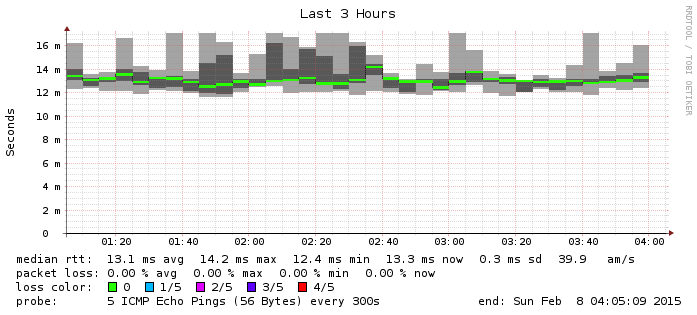 Last 3 Hours
RRDTOOL / TOBI OETIKER
Seconds
16 m
14 m
12 m
10 m
8 m
6 m
4 m
2 m
0
01:20 01:40 02:00 02:20 02:40 03:00 03:20 03:40 04:00
median rtt: 13.1 ms avg 14.2 ms max 12.4 ms min 13.3 ms now 0.3 ms sd 39.9 am/s
packet loss: 0.00 % avg 0.00 % max 0.00 % min 0.00 % now
loss color: 0 1/5 2/5 3/5 4/5
probe: 5 ICMP Echo Pings (56 Bytes) every 300s end: Sun Feb 8 04:05:09 2015